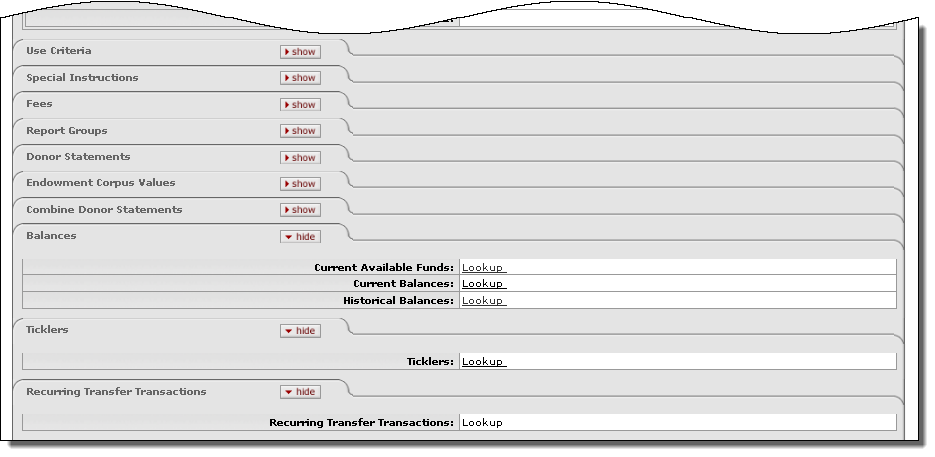 Use Criteria show
Special Instructions show
Fees show
Report Groups show
Donor Statements show
Endowment Corpus Values show
Combine Donor Statements show
Balances hide
Current Available Funds: Lookup
Current Balances: Lookup
Historical Balances: Lookup
Ticklers hide
Ticklers: Lookup
Recurring Transfer Transactions hide
Recurring Transfer Transactions: Lookup